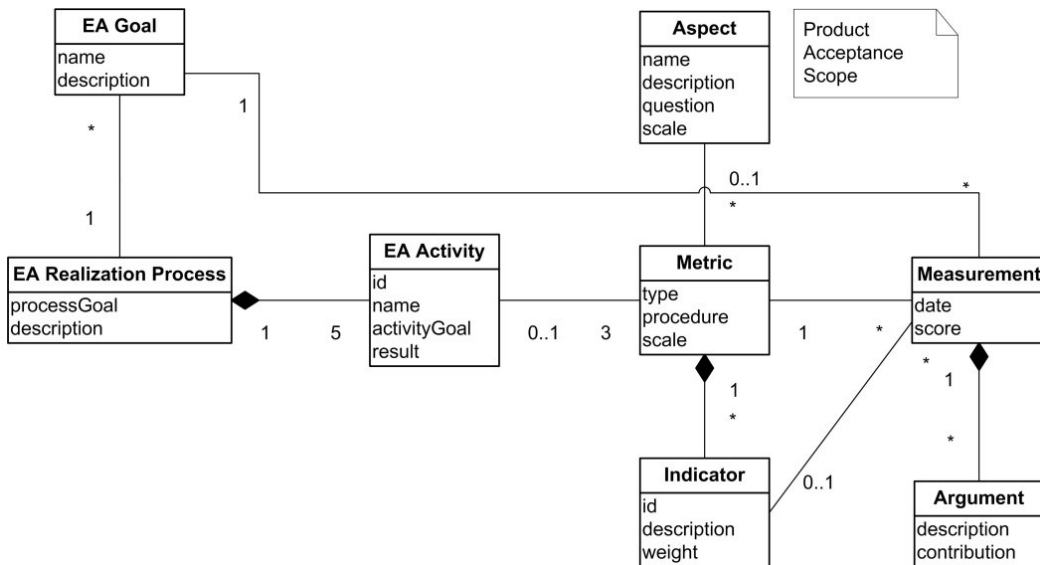 EA Goal
name
description
Aspect
name
description
question
scale
Product
Acceptance
Scope
1
*
0..1
*
*
1
EA Realization Process
processGoal
description
EA Activity
id
name
activityGoal
result
Metric
type
procedure
scale
Measurement
date
score
1
5
0..1
3
1
*
*
1
1
*
*
Indicator
id
description
weight
0..1
Argument
description
contribution